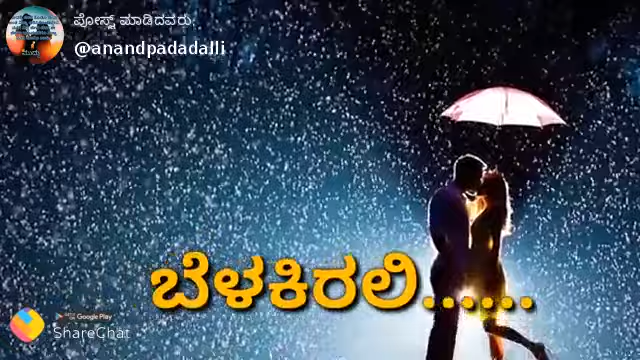 ಪೋಸ್ಟ್ ಮಾಡಿದವರು:
@anandpadadalli
ಬೆಳಕಿರಲಿ......
Google Play
ShareChat